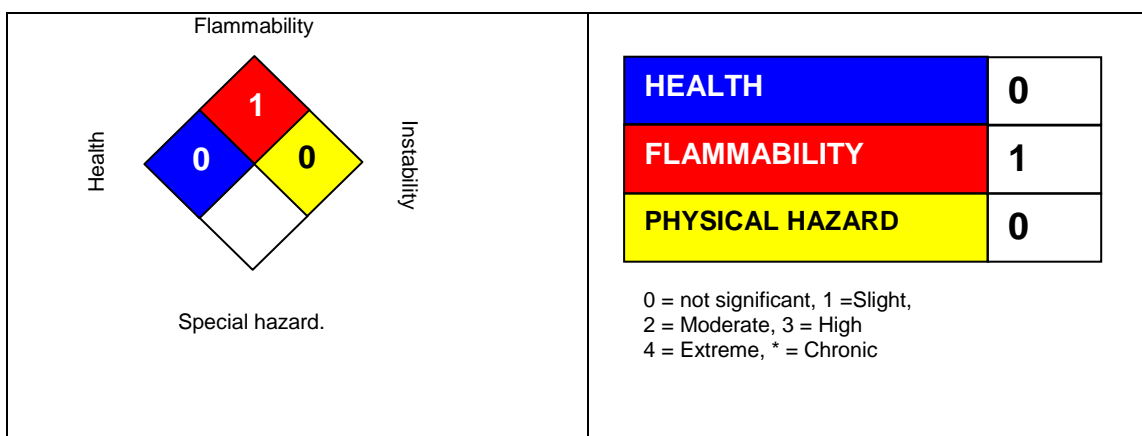 Flammability
1
Health
0
0
Instability
Special hazard.
HEALTH 0
FLAMMABILITY 1
PHYSICAL HAZARD 0
0 = not significant, 1 =Slight,
2 = Moderate, 3 = High
4 = Extreme, * = Chronic